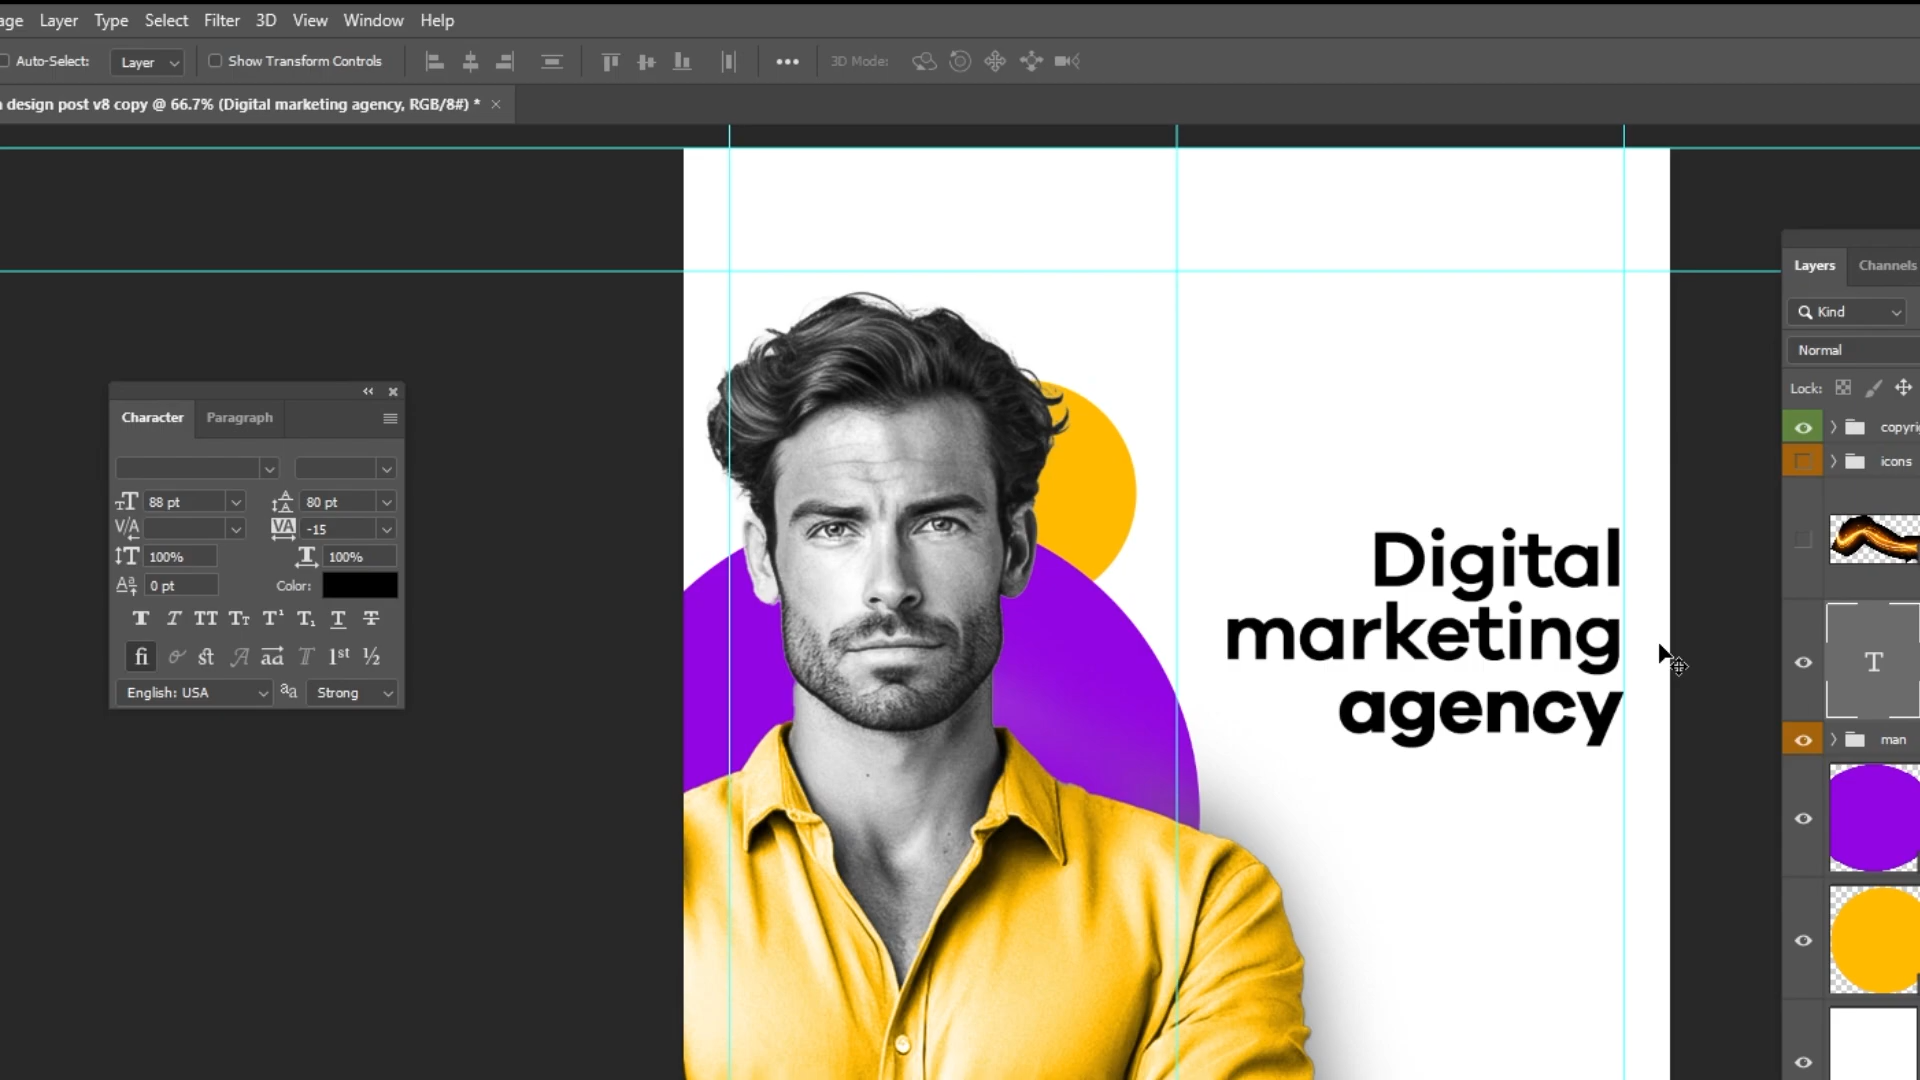 Layer Type Select Filter 3D View Window Help
Auto-Select: Layer Show Transform Controls 3D Mode:
design post v8 copy @ 66.7% (Digital marketing agency, RGB/8#) * ×
Layers Channels
Kind
Normal
Lock:
Character Paragraph
88 pt 80 pt
-15
100% 100%
0 pt Color:
English: USA Strong
icons
man
Digital
marketing
agency